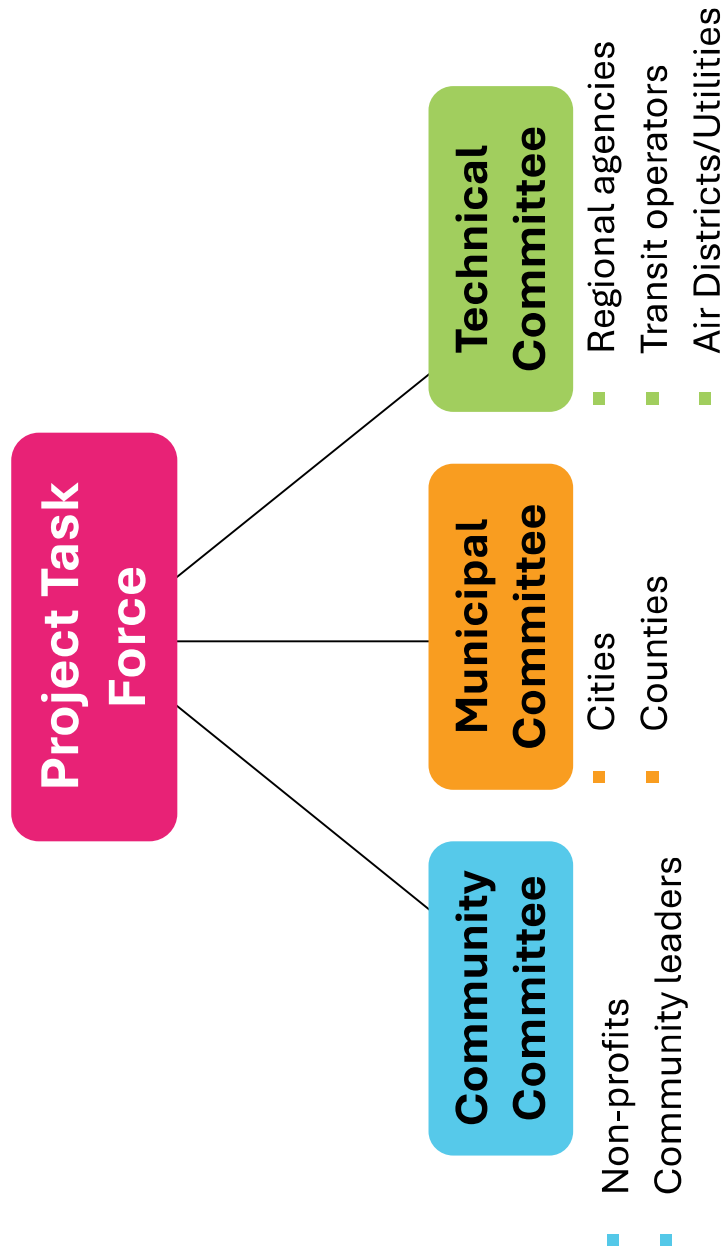 Project Task
Force
Community
Committee
Non-profits
Community leaders
Municipal
Committee
Cities
Counties
Technical
Committee
Regional agencies
Transit operators
Air Districts/Utilities